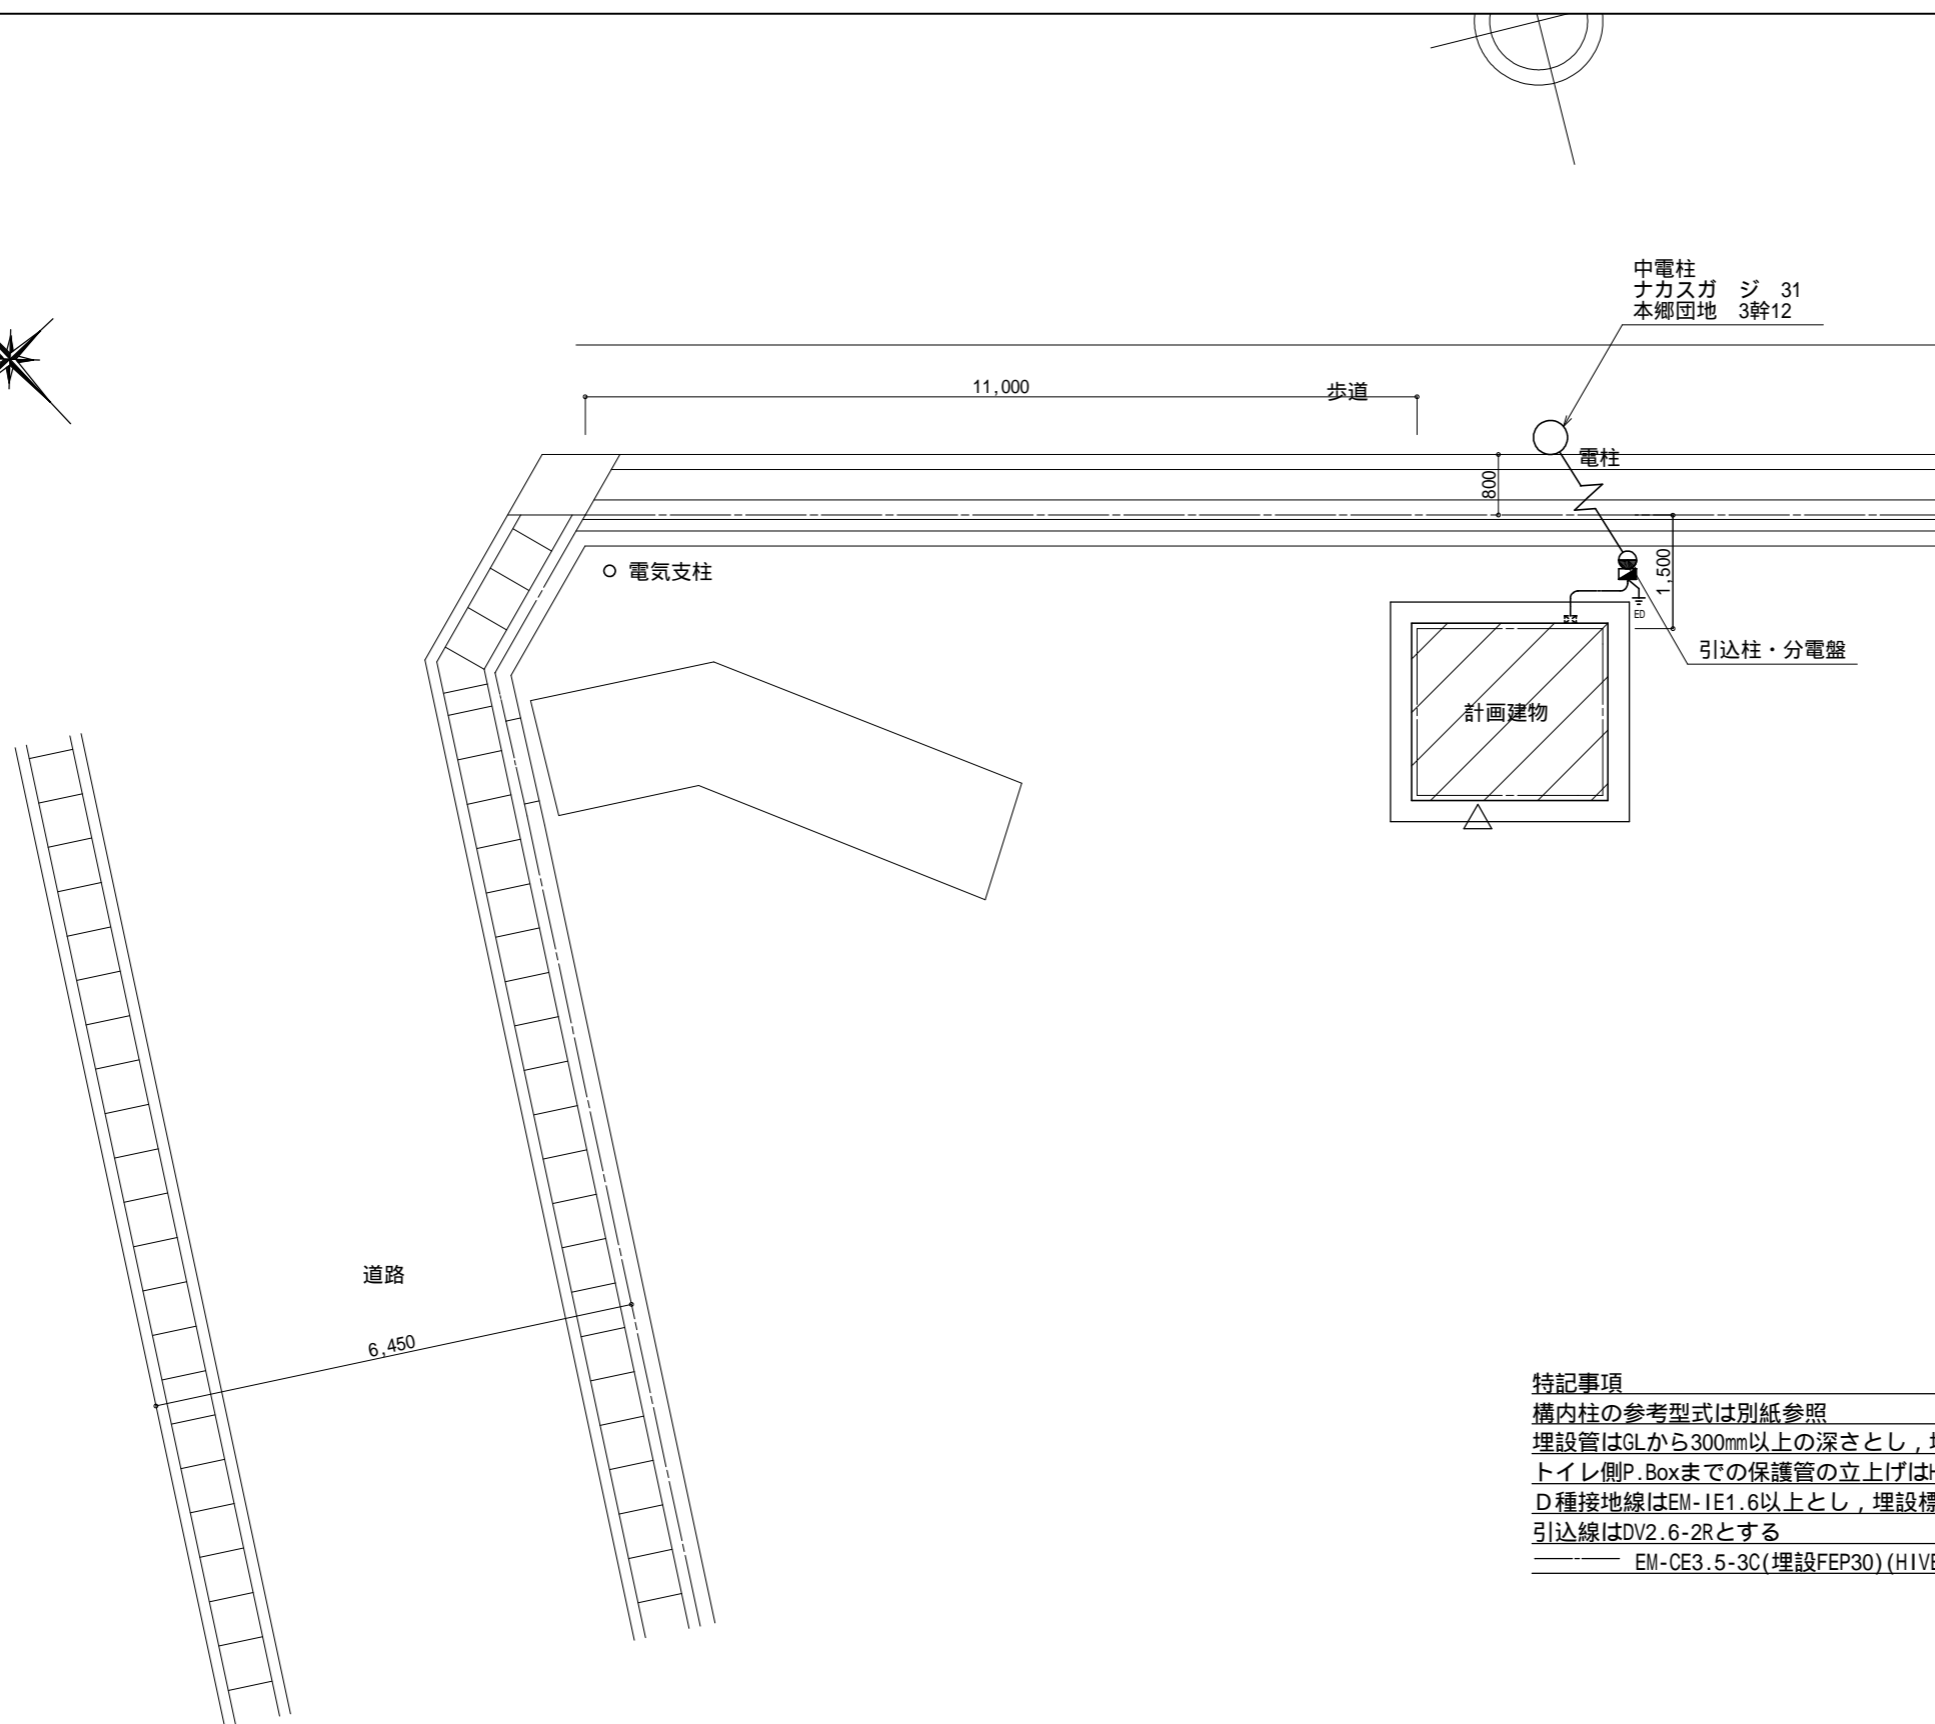 中電柱
ナカスガ　ジ　31
本郷団地　3幹12
11,000
歩道
電柱
800
1,500
電気支柱
ED
引込柱・分電盤
計画建物
道路
6,450
特記事項
構内柱の参考型式は別紙参照
埋設管はGLから300㎜以上の深さとし，
トイレ側P.Boxまでの保護管の立上げは
Ｄ種接地線はEM-IE1.6以上とし，埋設標
引込線はDV2.6-2Rとする
EM-CE3.5-3C(埋設FEP30)(HIVE